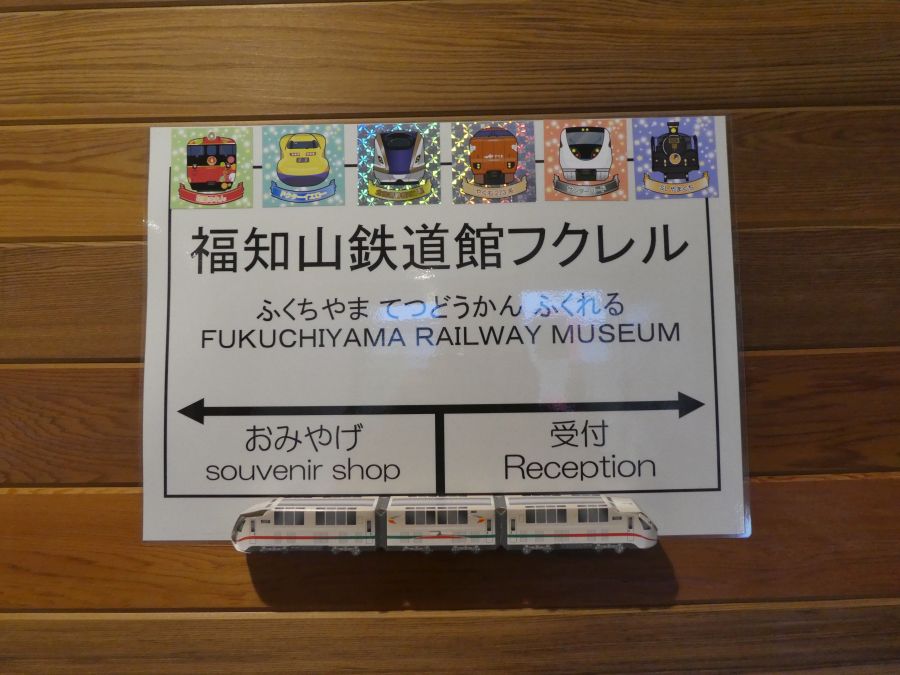 福知山鉄道館フクレル
ふくちやま てつどうかん ふくれる
FUKUCHIYAMA RAILWAY MUSEUM
おみやげ
souvenir shop
受付
Reception